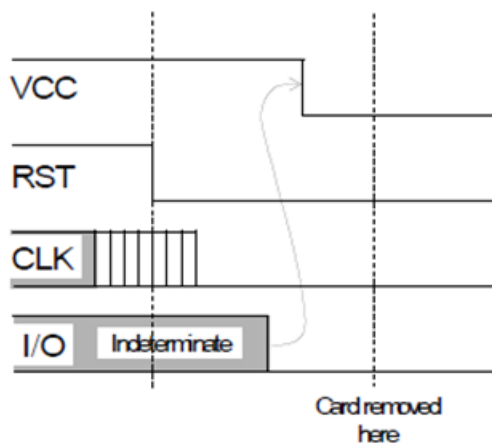 VCC
RST
CLK
I/O
Indeterminate
Card removed
here